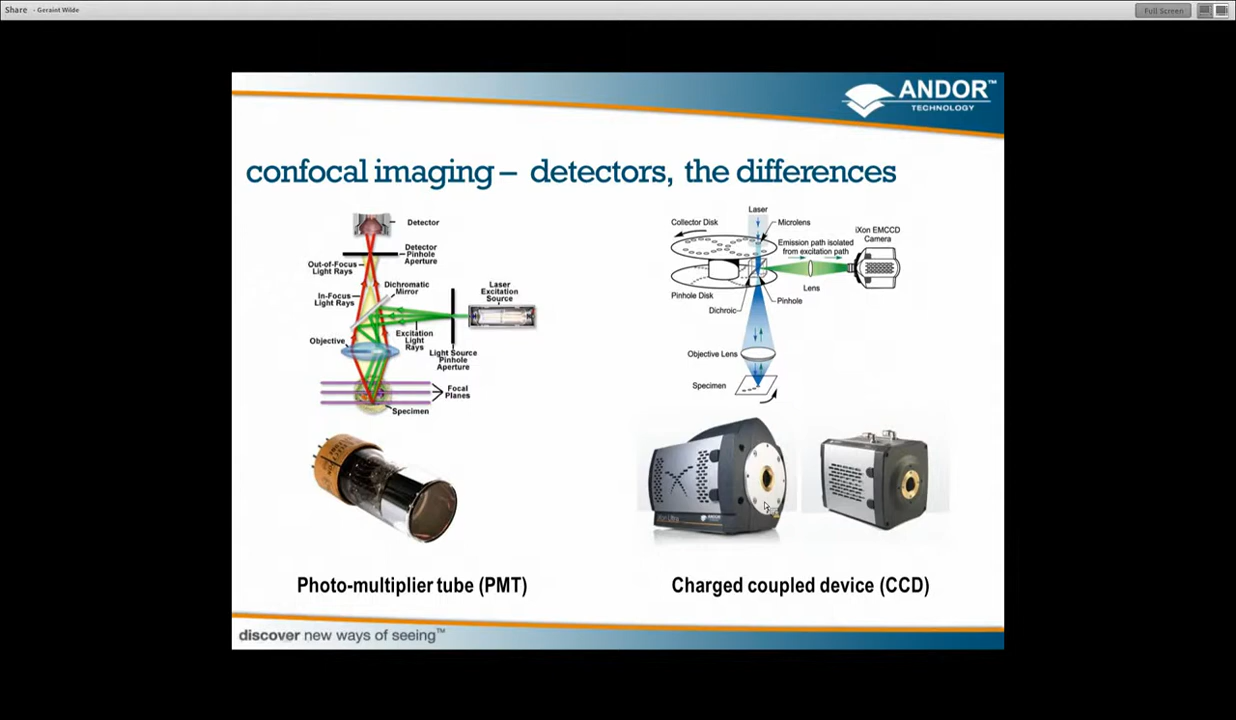 Share - Geraint Wilde
Full Screen
ANDOR™
TECHNOLOGY
confocal imaging – detectors, the differences
Detector
Detector
Pinhole
Aperture
Out-of-Focus
Light Rays
Dichromatic
Mirror
In-Focus
Light Rays
Laser
Excitation
Source
Excitation
Light
Rays
Objective
Light Source
Pinhole
Aperture
Focal
Planes
Specimen
Laser
Collector Disk
Microlens
Emission path isolated
from excitation path
iXon EMCCD
Camera
Lens
Pinhole Disk
Pinhole
Dichroic
Objective Lens
Specimen
iXon Ultra
Photo-multiplier tube (PMT)
Charged coupled device (CCD)
discover new ways of seeing™